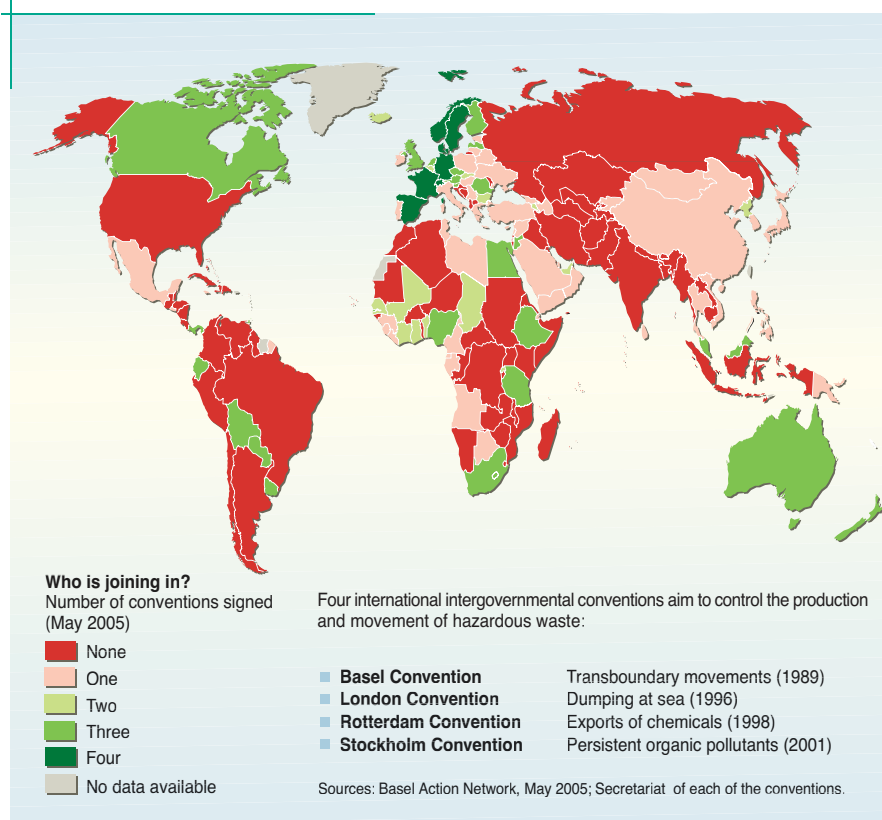 Who is joining in?
Number of conventions signed
(May 2005)
None
One
Two
Three
Four
No data available
Four international intergovernmental conventions aim to control the production
and movement of hazardous waste:
Basel Convention Transboundary movements (1989)
London Convention Dumping at sea (1996)
Rotterdam Convention Exports of chemicals (1998)
Stockholm Convention Persistent organic pollutants (2001)
Sources: Basel Action Network, May 2005; Secretariat of each of the conventions.